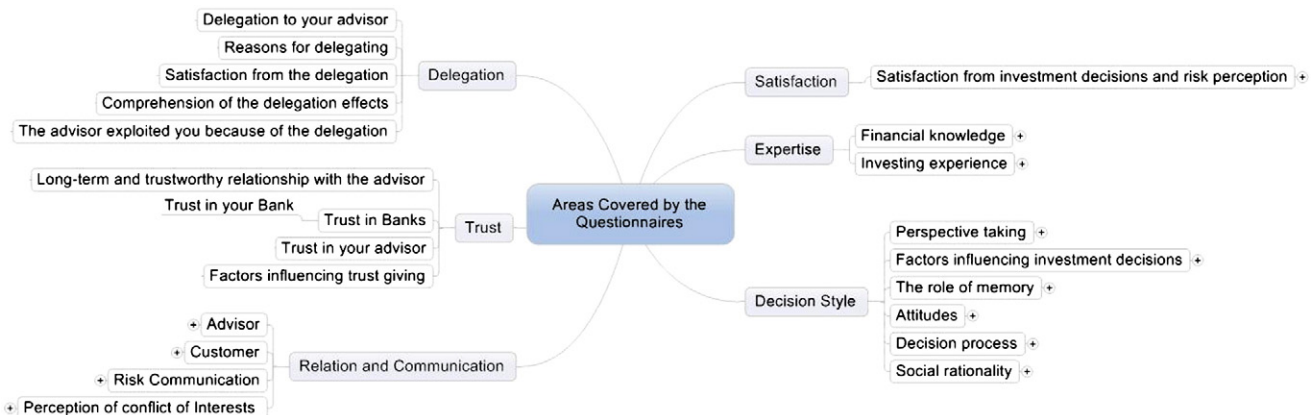 Delegation to your advisor
Reasons for delegating
Satisfaction from the delegation
Comprehension of the delegation effects
The advisor exploited you because of the delegation
Delegation
Long-term and trustworthy relationship with the advisor
Trust in your Bank
Trust in Banks
Trust in your advisor
Factors influencing trust giving
Trust
Advisor
Customer
Risk Communication
Perception of conflict of Interests
Relation and Communication
Areas Covered by the
Questionnaires
Satisfaction
Satisfaction from investment decisions and risk perception
Expertise
Financial knowledge
Investing experience
Decision Style
Perspective taking
Factors influencing investment decisions
The role of memory
Attitudes
Decision process
Social rationality